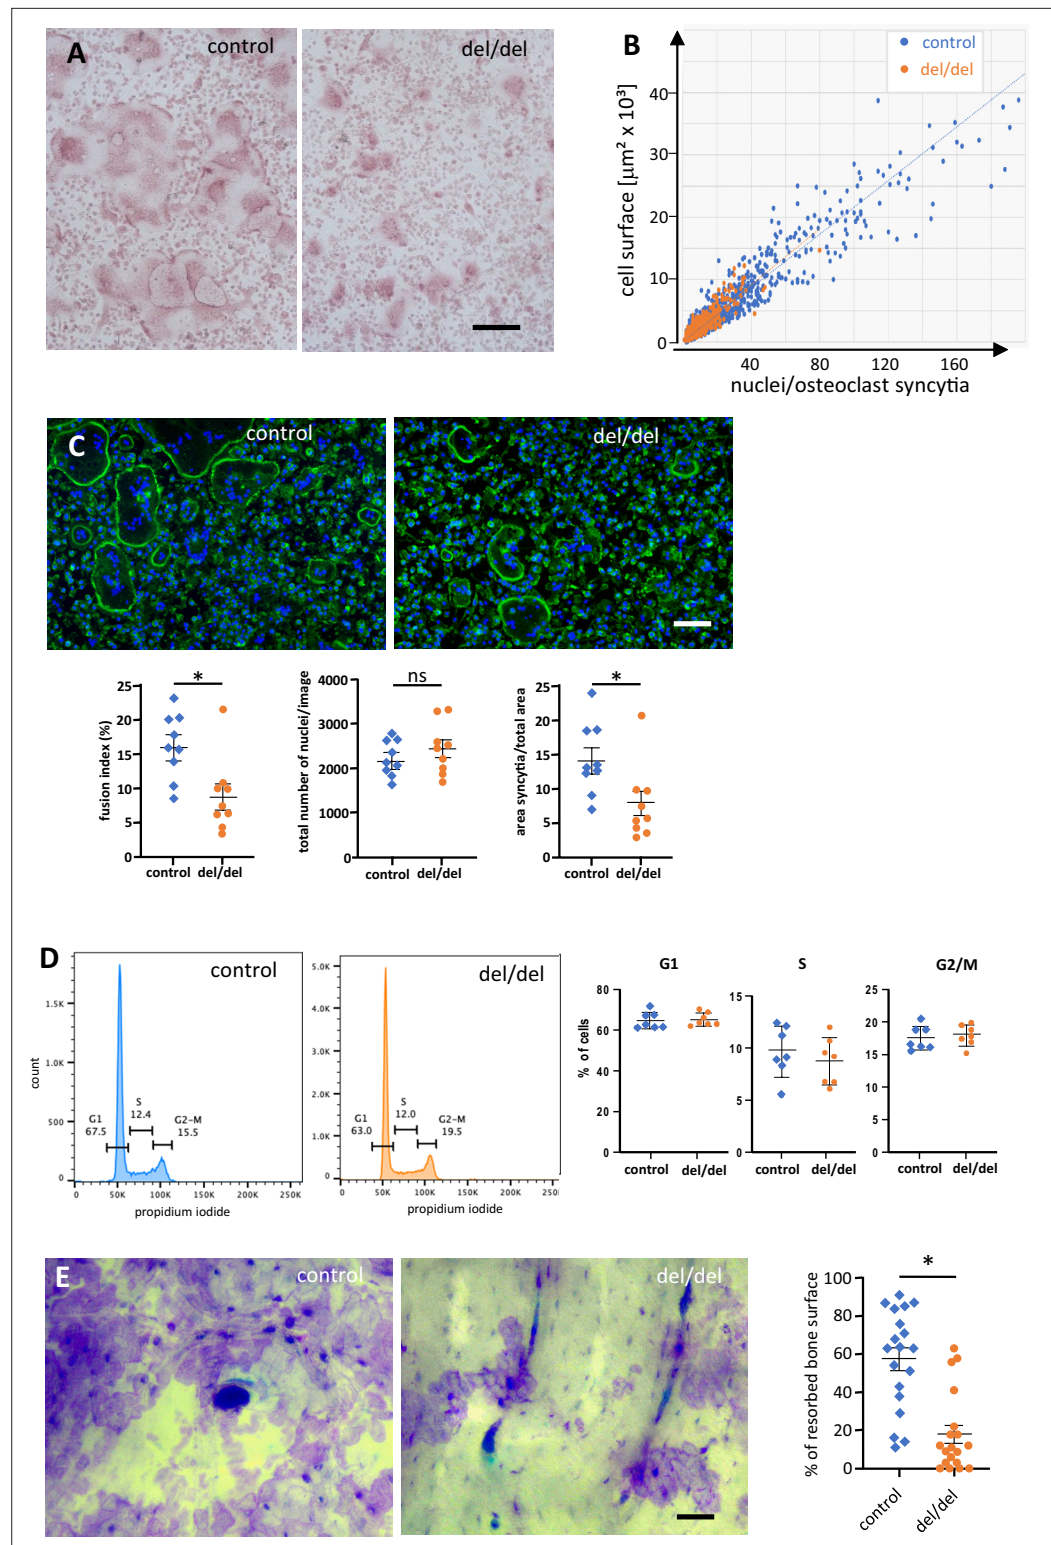 A
control
del/del
B
control
del/del
cell surface [µm² x 10³]
40
30
20
10
0
40
80
120
160
nuclei/osteoclast syncytia
C
control
del/del
*
fusion index (%)
25
20
15
10
5
0
control del/del
ns
total number of nuclei/image
4000
3000
2000
1000
0
control del/del
*
area syncytia/total area
25
20
15
10
5
0
control del/del
D
control
count
1.5K
1.0K
500
0
G1
67.5
S
12.4
G2-M
15.5
0 50K 100K 150K 200K 250K
propidium iodide
del/del
5.0K
4.0K
3.0K
2.0K
1.0K
0
G1
63.0
S
12.0
G2-M
19.5
0 50K 100K 150K 200K 250K
propidium iodide
G1
% of cells
80
60
40
20
0
control del/del
S
15
10
5
0
control del/del
G2/M
25
20
15
10
5
0
control del/del
E
control
del/del
*
% of resorbed bone surface
100
80
60
40
20
0
control
del/del